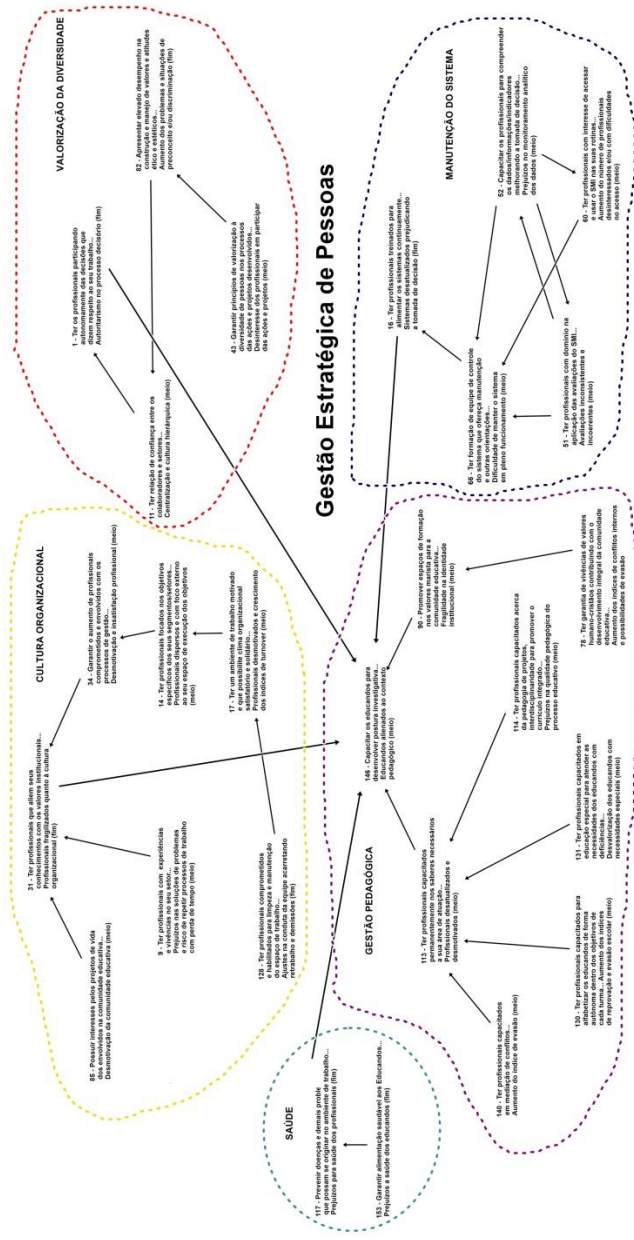 Gestão Estratégica de Pessoas
SAÚDE
117 - Prevenir doenças e demais proble
que possam se originar no ambiente de trabalho...
Prejuízos para saúde dos profissionais (fim)
153 - Garantir alimentação saudável aos Educandos...
Prejuízos a saúde dos educandos (fim)
CULTURA ORGANIZACIONAL
31 - Ter profissionais que aliem seus
conhecimentos com os valores institucionais...
Profissionais fragilizados quanto à cultura
organizacional (fim)
85 - Possuir interesses pelos projetos de vida
dos envolvidos na comunidade educativa...
Desmotivação da comunidade educativa (meio)
9 - Ter profissionais com experiências
e vivências no seu setor...
Prejuízos nas soluções de problemas
e risco de repetir processos de trabalho
com perda de tempo (meio)
34 - Garantir o aumento de profissionais
comprometidos e envolvidos com os
processos de gestão...
Desmotivação e insatisfação profissional (meio)
14 - Ter profissionais focados nos objetivos
específicos dos seus segmentos/setores...
Profissionais dispersos e com foco externo
ao seu espaço de execução dos objetivos
(meio)
17 - Ter um ambiente de trabalho motivado
e que possibilite clima organizacional
satisfatório e solidário...
Profissionais desmotivados e crescimento
dos índices de turnover (meio)
128 - Ter profissionais comprometidos
e habilitados para limpeza e manutenção
do espaço de trabalho...
Ajustes na conduta da equipe acarretando
retrabalho e demissões (fim)
VALORIZAÇÃO DA DIVERSIDADE
1 - Ter os profissionais participando
autonomamente das decisões que
dizem respeito ao seu trabalho...
Autoritarismo no processo decisório (fim)
82 - Apresentar elevado desempenho na
construção e manejo de valores e atitudes
ético e estéticos...
Aumento dos problemas e situações de
preconceito e/ou discriminação (fim)
11 - Ter relação de confiança entre os
colaboradores e setores...
Centralização e cultura hierárquica (meio)
43 - Garantir princípios de valorização à
diversidade de pessoas nos processos
das ações e projetos desenvolvidos...
Desinteresse dos profissionais em participar
das ações e projetos (meio)
GESTÃO PEDAGÓGICA
146 - Capacitar os educandos para
desenvolver postura investigativa...
Educandos alienados ao contexto
pedagógico (meio)
113 - Ter profissionais capacitados
permanentemente nos saberes necessários
a sua área de atuação...
Profissionais desatualizados e
desmotivados (meio)
90 - Promover espaços de formação
nos valores marista para a
comunidade educativa...
Fragilidade na identidade
institucional (meio)
140 - Ter profissionais capacitados
em mediação de conflitos...
Aumento do índice de evasão (meio)
130 - Ter profissionais capacitados para
alfabetizar os educandos de forma
autônoma dentro dos objetivos de
cada turma... Aumento dos índices
de reprovação e evasão escolar (meio)
131 - Ter profissionais capacitados em
educação especial para atender as
necessidades dos educandos com
deficiências...
Desvalorização dos educandos com
necessidades especiais (meio)
114 - Ter profissionais capacitados acerca
da pedagogia de projetos,
interdisciplinaridade para promover o
currículo integrado...
Prejuízos na qualidade pedagógica do
processo educativo (meio)
78 - Ter garantia de vivências de valores
humano-cristãos contribuindo com o
desenvolvimento integral da comunidade
educativa...
Aumento dos índices de conflitos internos
e possibilidades de evasão
MANUTENÇÃO DO SISTEMA
16 - Ter profissionais treinados para
alimentar os sistemas continuamente...
Sistemas desatualizados prejudicando
a tomada de decisão (fim)
52 - Capacitar os profissionais para compreender
os dados/informações/indicadores
melhorando a tomada de decisão...
Prejuízos no monitoramento analítico
dos dados (meio)
66 - Ter formação de equipe de controle
do sistema que ofereça manutenção
e outras orientações...
Dificuldade de manter o sistema
em pleno funcionamento (meio)
51 - Ter profissionais com domínio na
aplicação das avaliações do SMI...
Avaliações inconsistentes e
incoerentes (meio)
60 - Ter profissionais com interesse de acessar
e usar o SMI nas suas rotinas...
Aumento do número de profissionais
desinteressados e/ou com dificuldades
no acesso (meio)